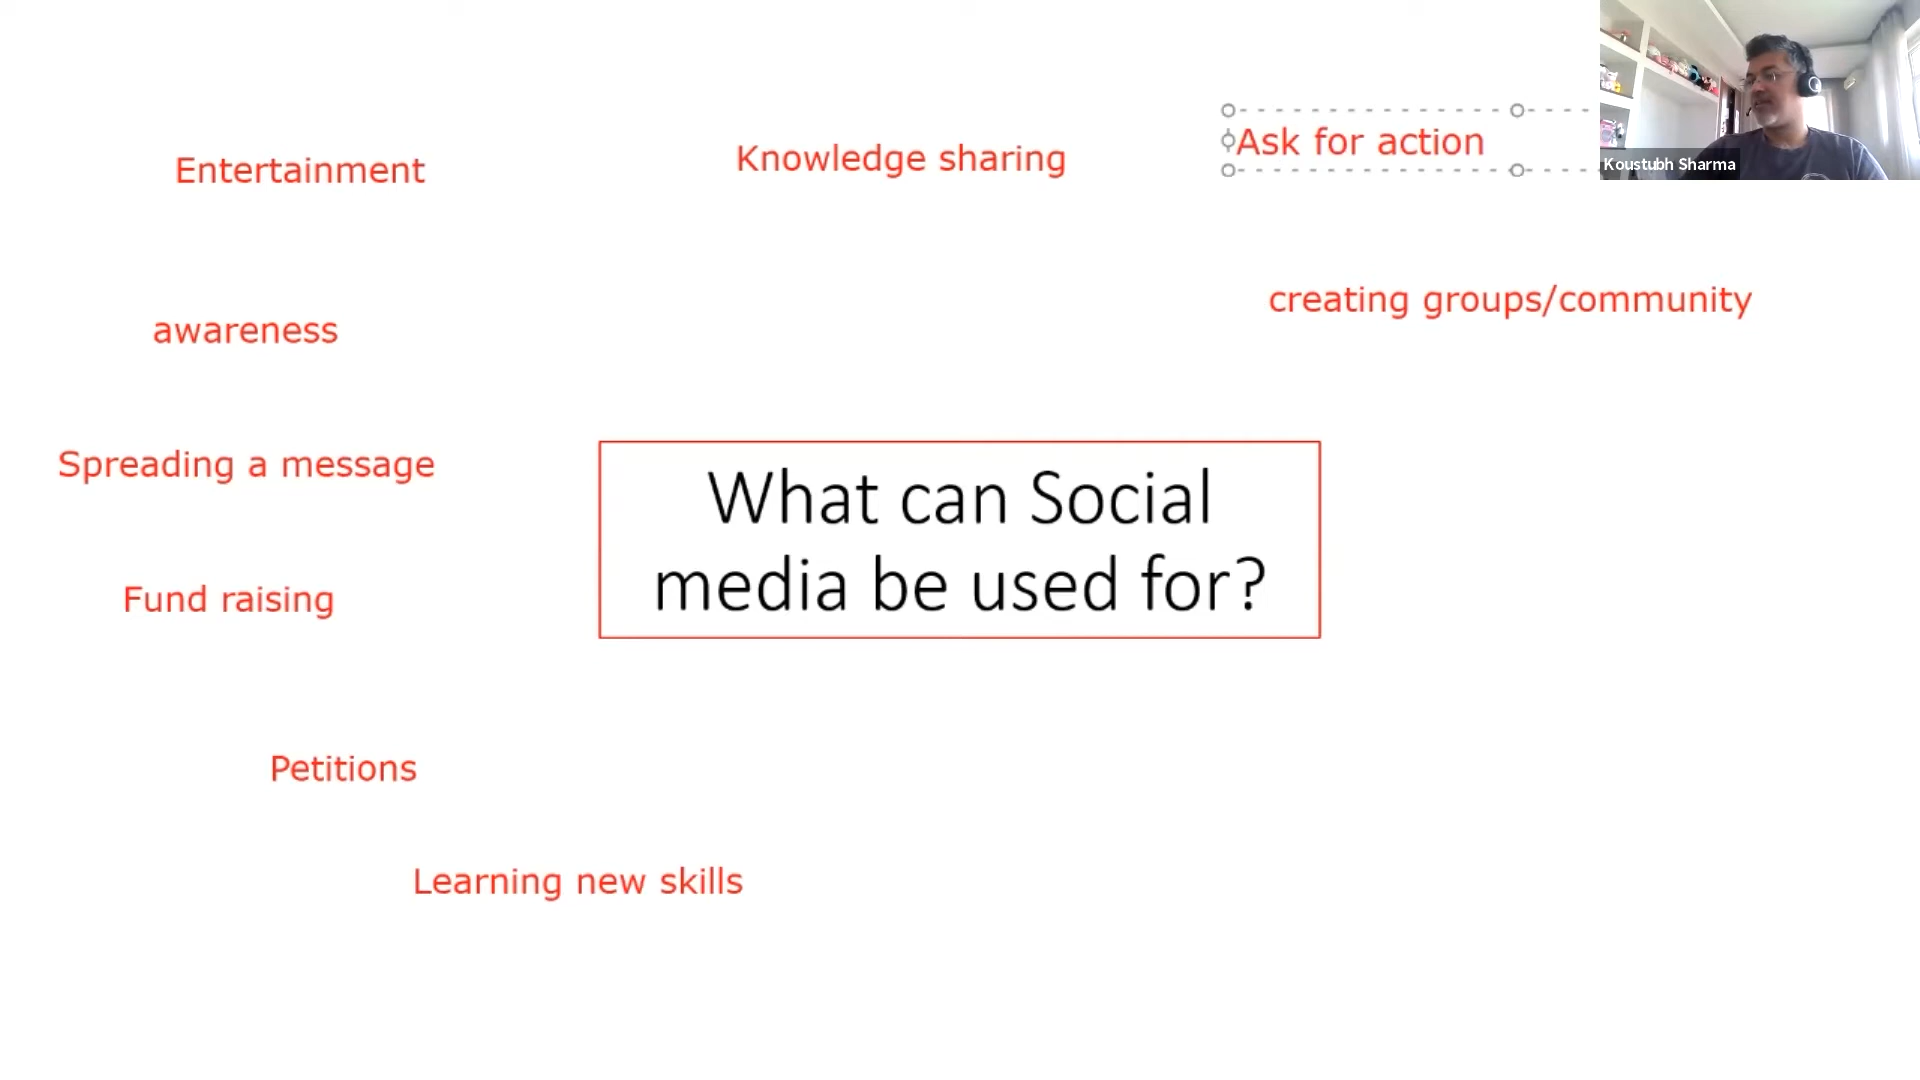 Entertainment
Knowledge sharing
Ask for action
Koustubh Sharma
creating groups/community
awareness
Spreading a message
What can Social
media be used for?
Fund raising
Petitions
Learning new skills